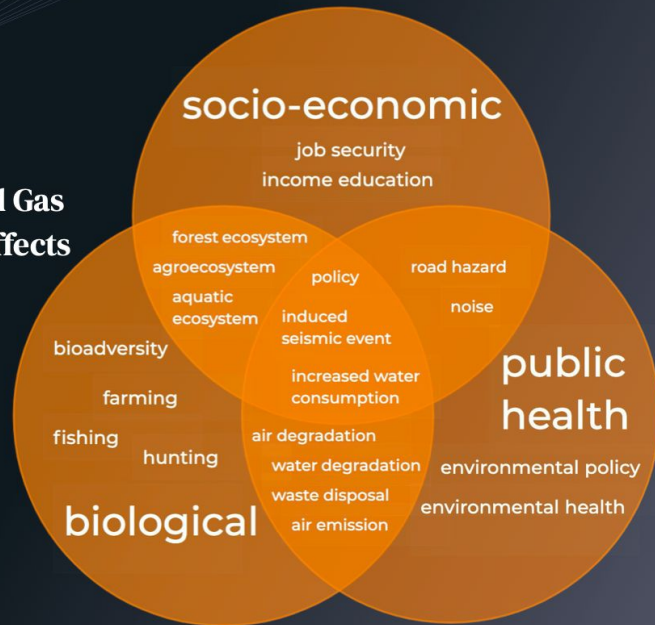 socio-economic
job security
income education
l Gas
ffects
forest ecosystem
agroecosystem
aquatic
ecosystem
policy
induced
seismic event
increased water
consumption
road hazard
noise
bioadversity
farming
fishing
hunting
biological
air degradation
water degradation
waste disposal
air emission
public
health
environmental policy
environmental health